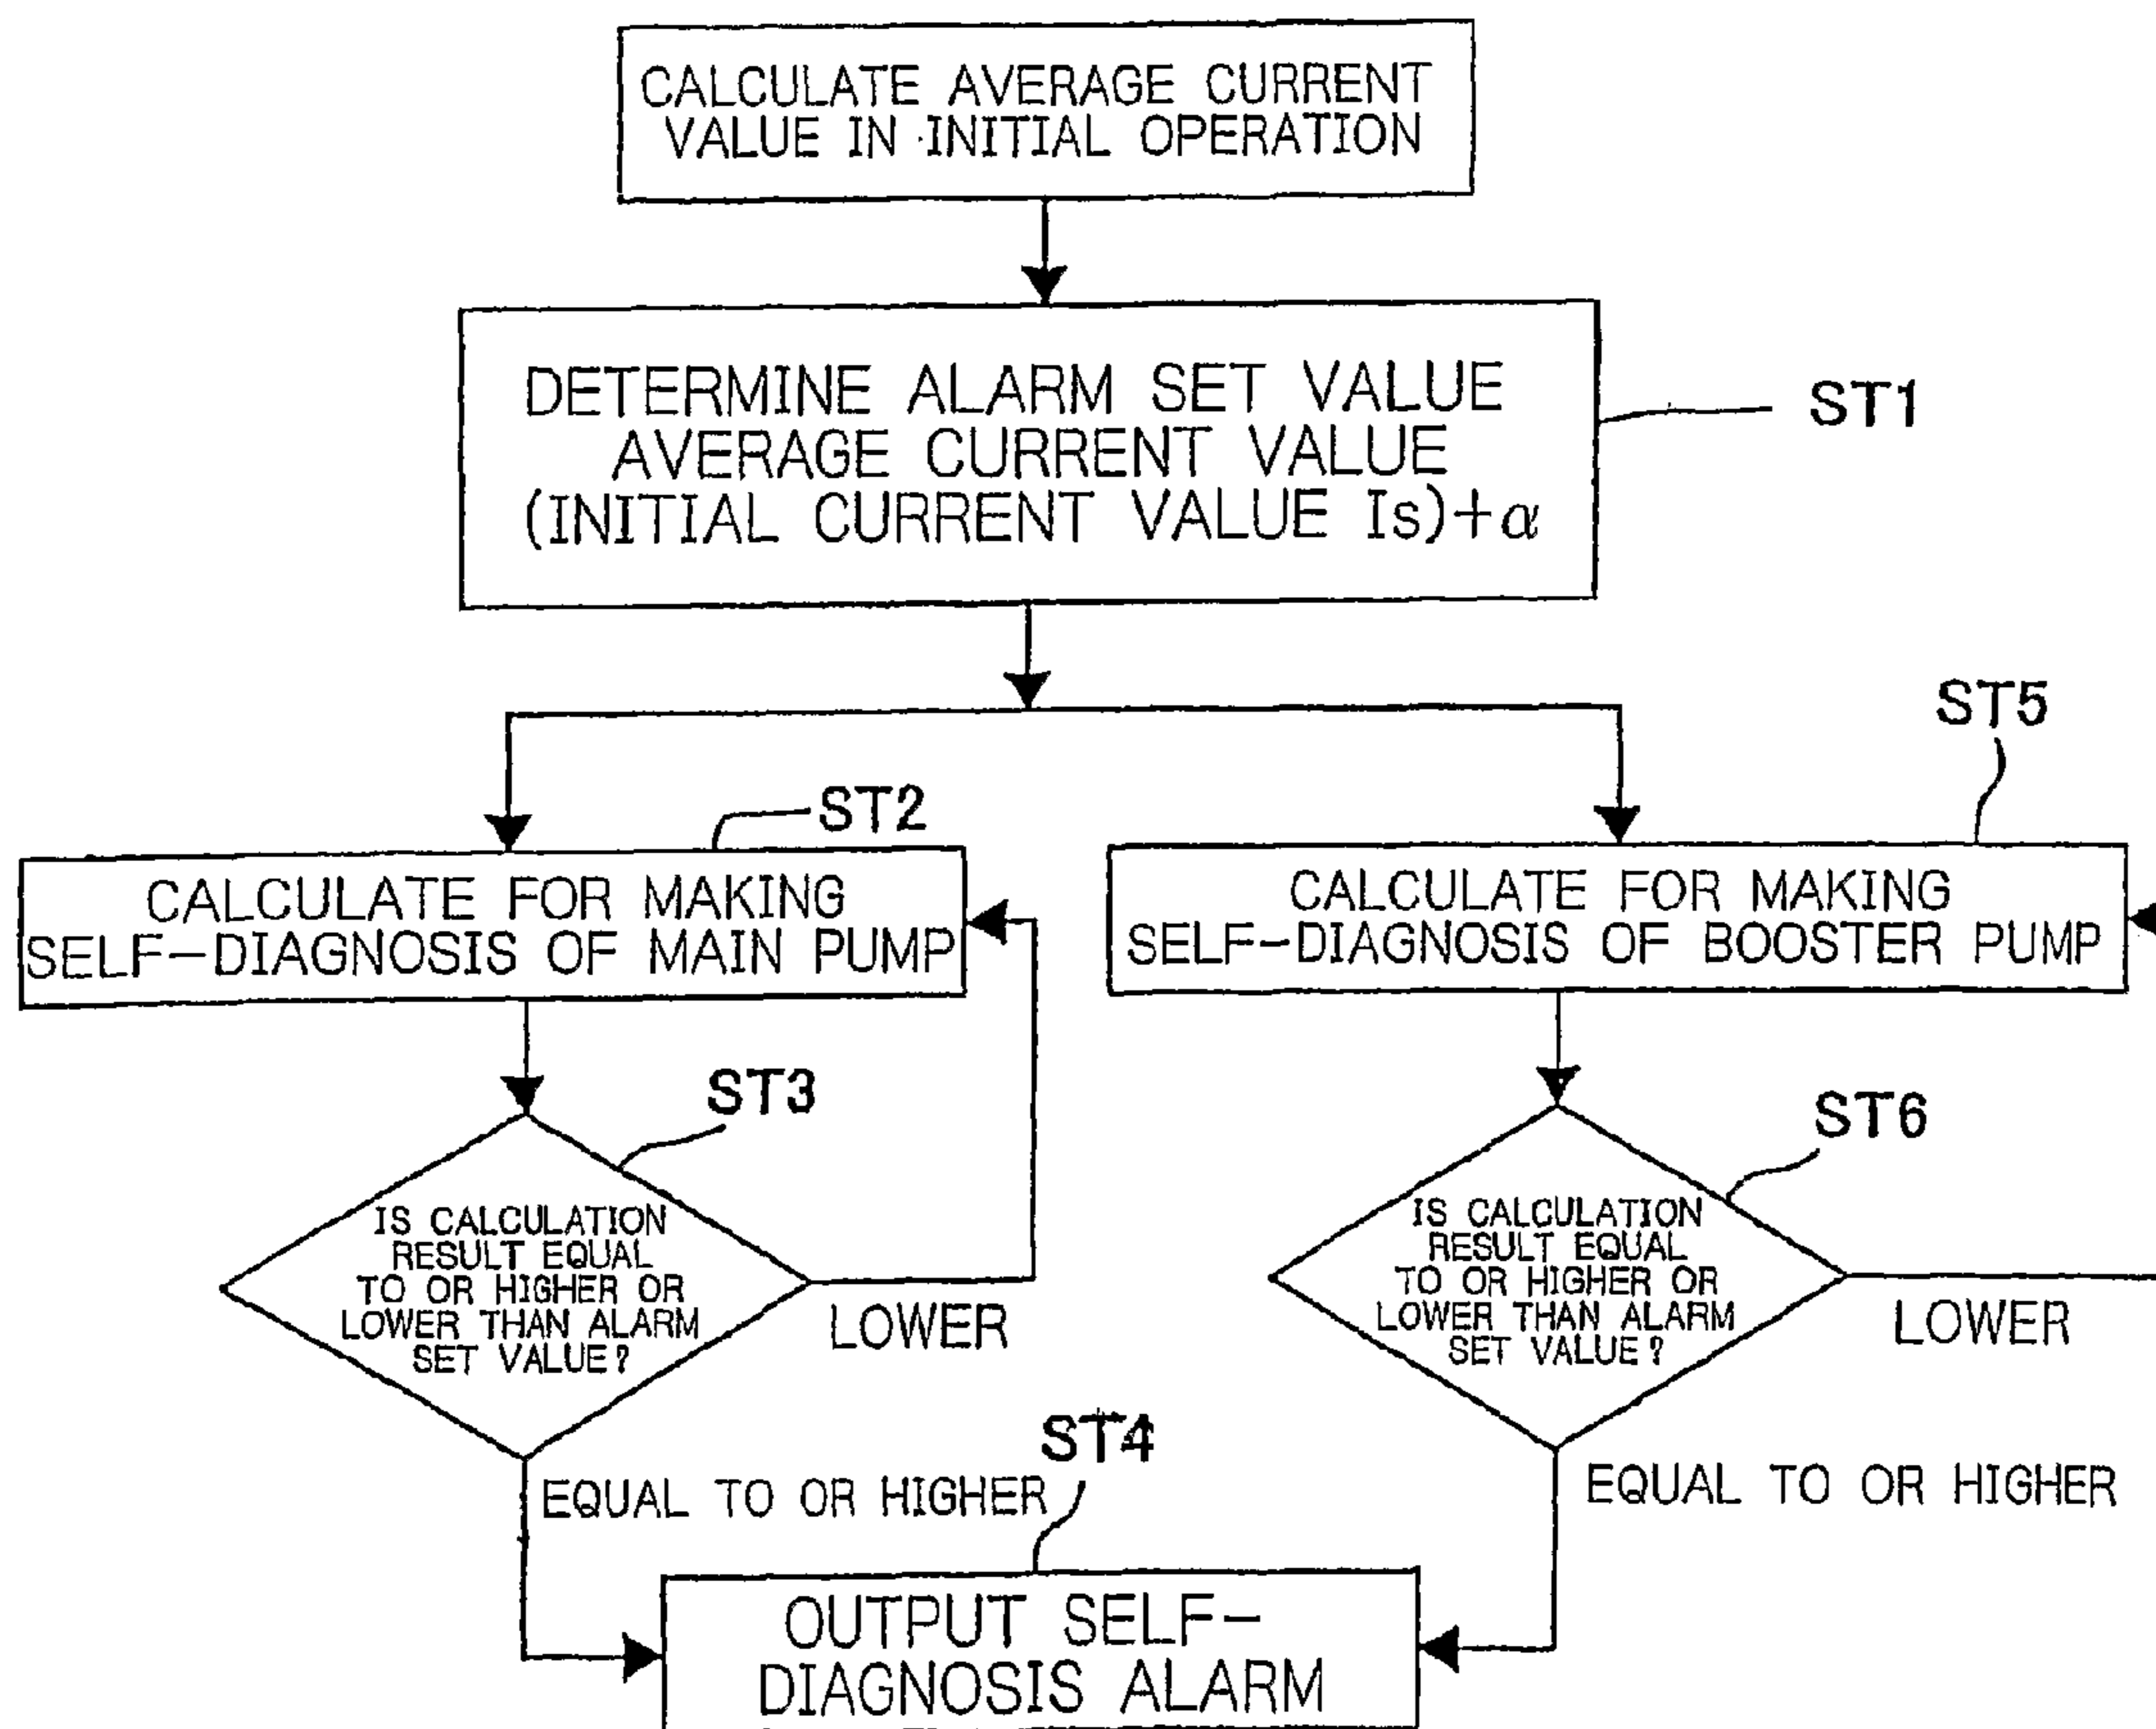 CALCULATE AVERAGE CURRENT
VALUE IN INITIAL OPERATION
DETERMINE ALARM SET VALUE
AVERAGE CURRENT VALUE
(INITIAL CURRENT VALUE Is)+α
ST1
ST5
ST2
CALCULATE FOR MAKING
SELF-DIAGNOSIS OF MAIN PUMP
CALCULATE FOR MAKING
SELF-DIAGNOSIS OF BOOSTER PUMP
ST3
IS CALCULATION
RESULT EQUAL
TO OR HIGHER OR
LOWER THAN ALARM
SET VALUE?
LOWER
ST6
IS CALCULATION
RESULT EQUAL
TO OR HIGHER OR
LOWER THAN ALARM
SET VALUE?
LOWER
EQUAL TO OR HIGHER
ST4
EQUAL TO OR HIGHER
OUTPUT SELF-
DIAGNOSIS ALARM